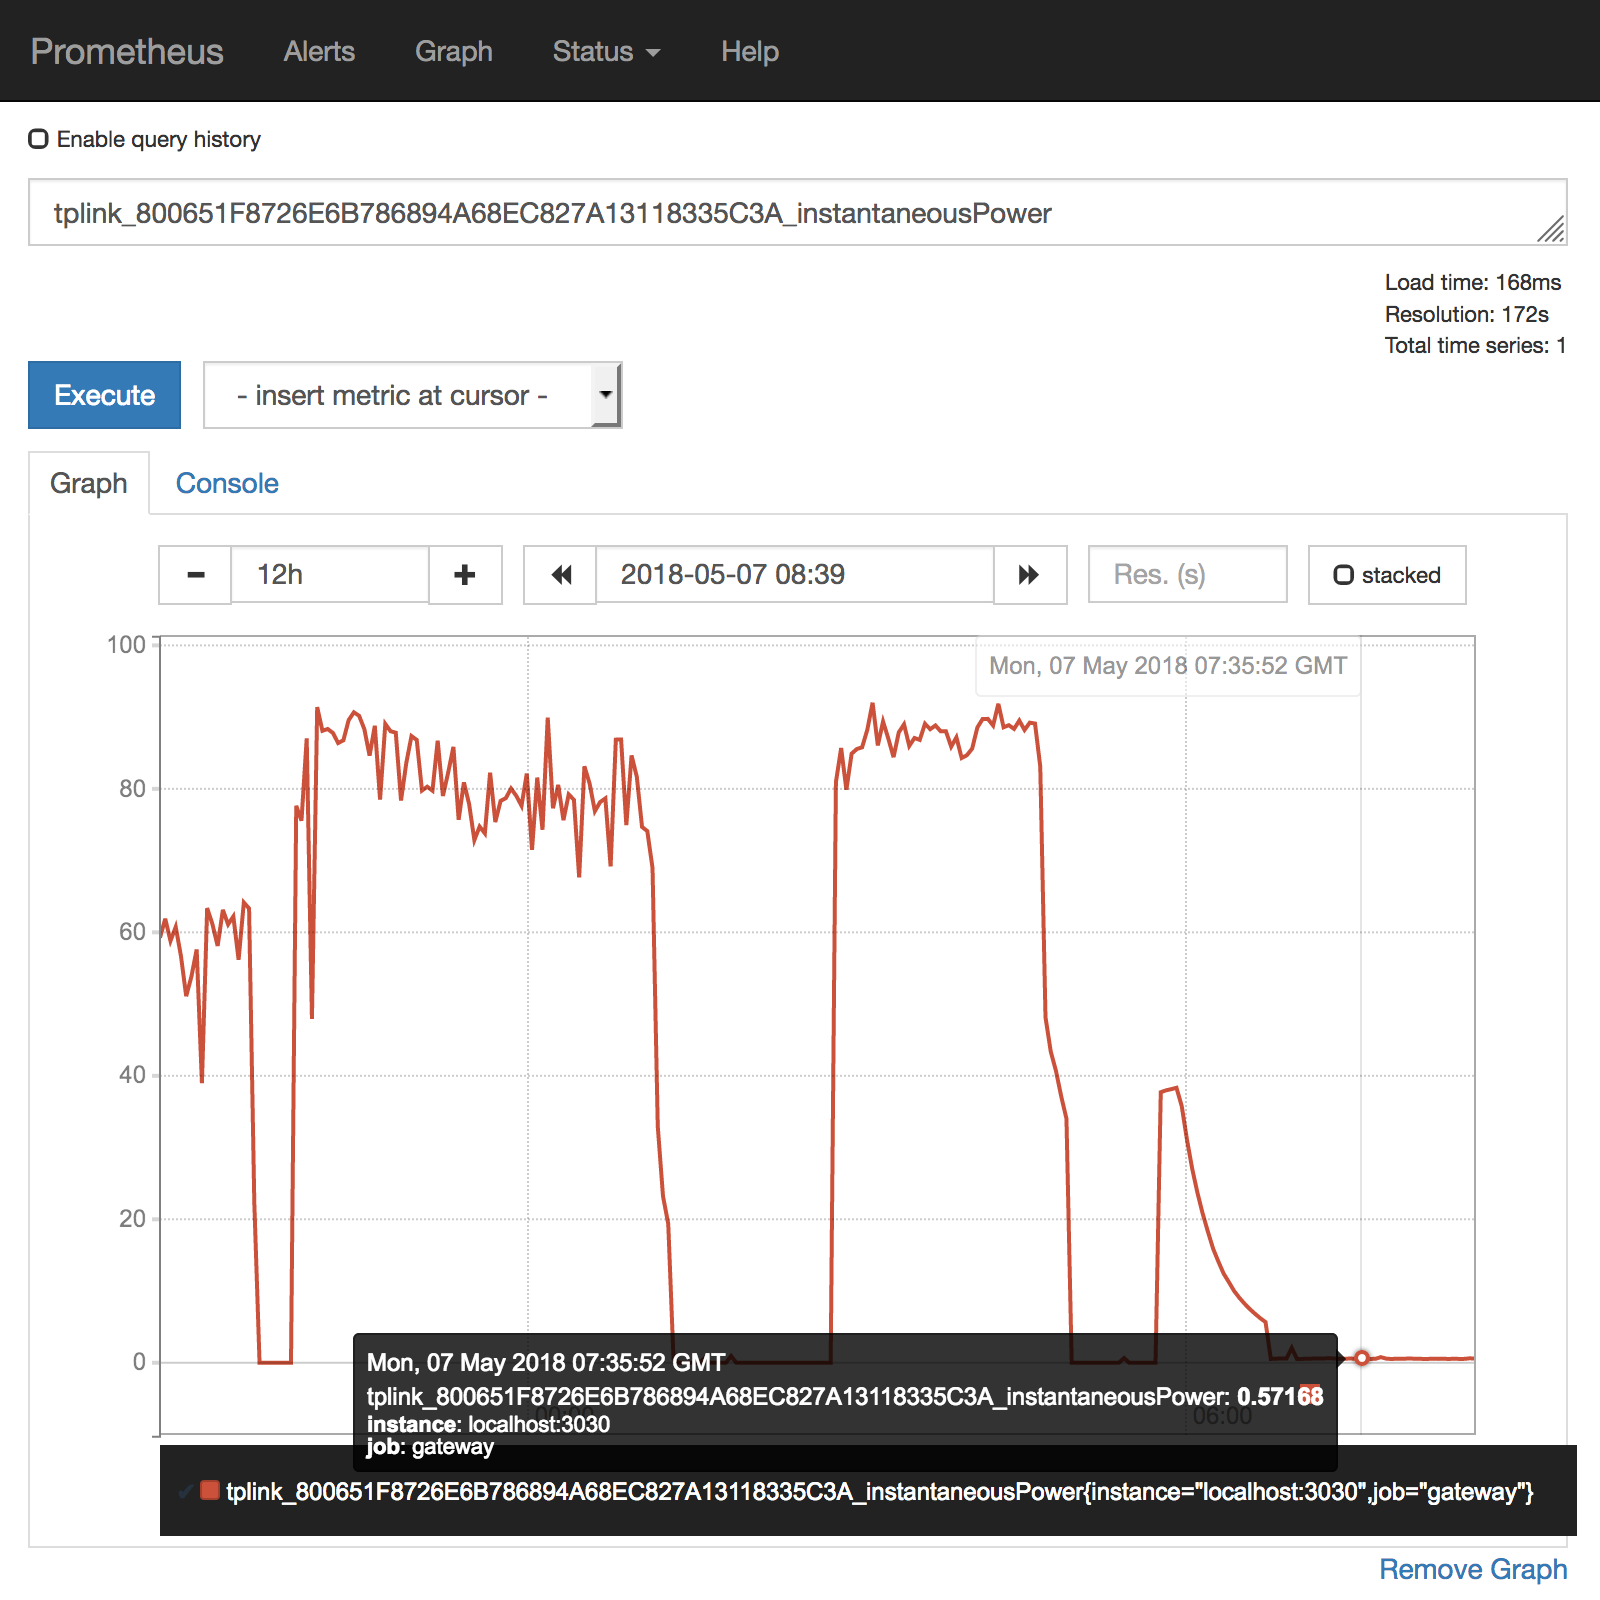 Prometheus Alerts Graph Status Help
Enable query history
tplink_800651F8726E6B786894A68EC827A13118335C3A_instantaneousPower
Load time: 168ms
Resolution: 172s
Total time series: 1
Execute - insert metric at cursor -
Graph Console
12h 2018-05-07 08:39 Res. (s) stacked
100
Mon, 07 May 2018 07:35:52 GMT
80
60
40
20
0
Mon, 07 May 2018 07:35:52 GMT
tplink_800651F8726E6B786894A68EC827A13118335C3A_instantaneousPower: 0.57168
00:00 06:00
instance: localhost:3030
job: gateway
tplink_800651F8726E6B786894A68EC827A13118335C3A_instantaneousPower{instance="localhost:3030",job="gateway"}
Remove Graph